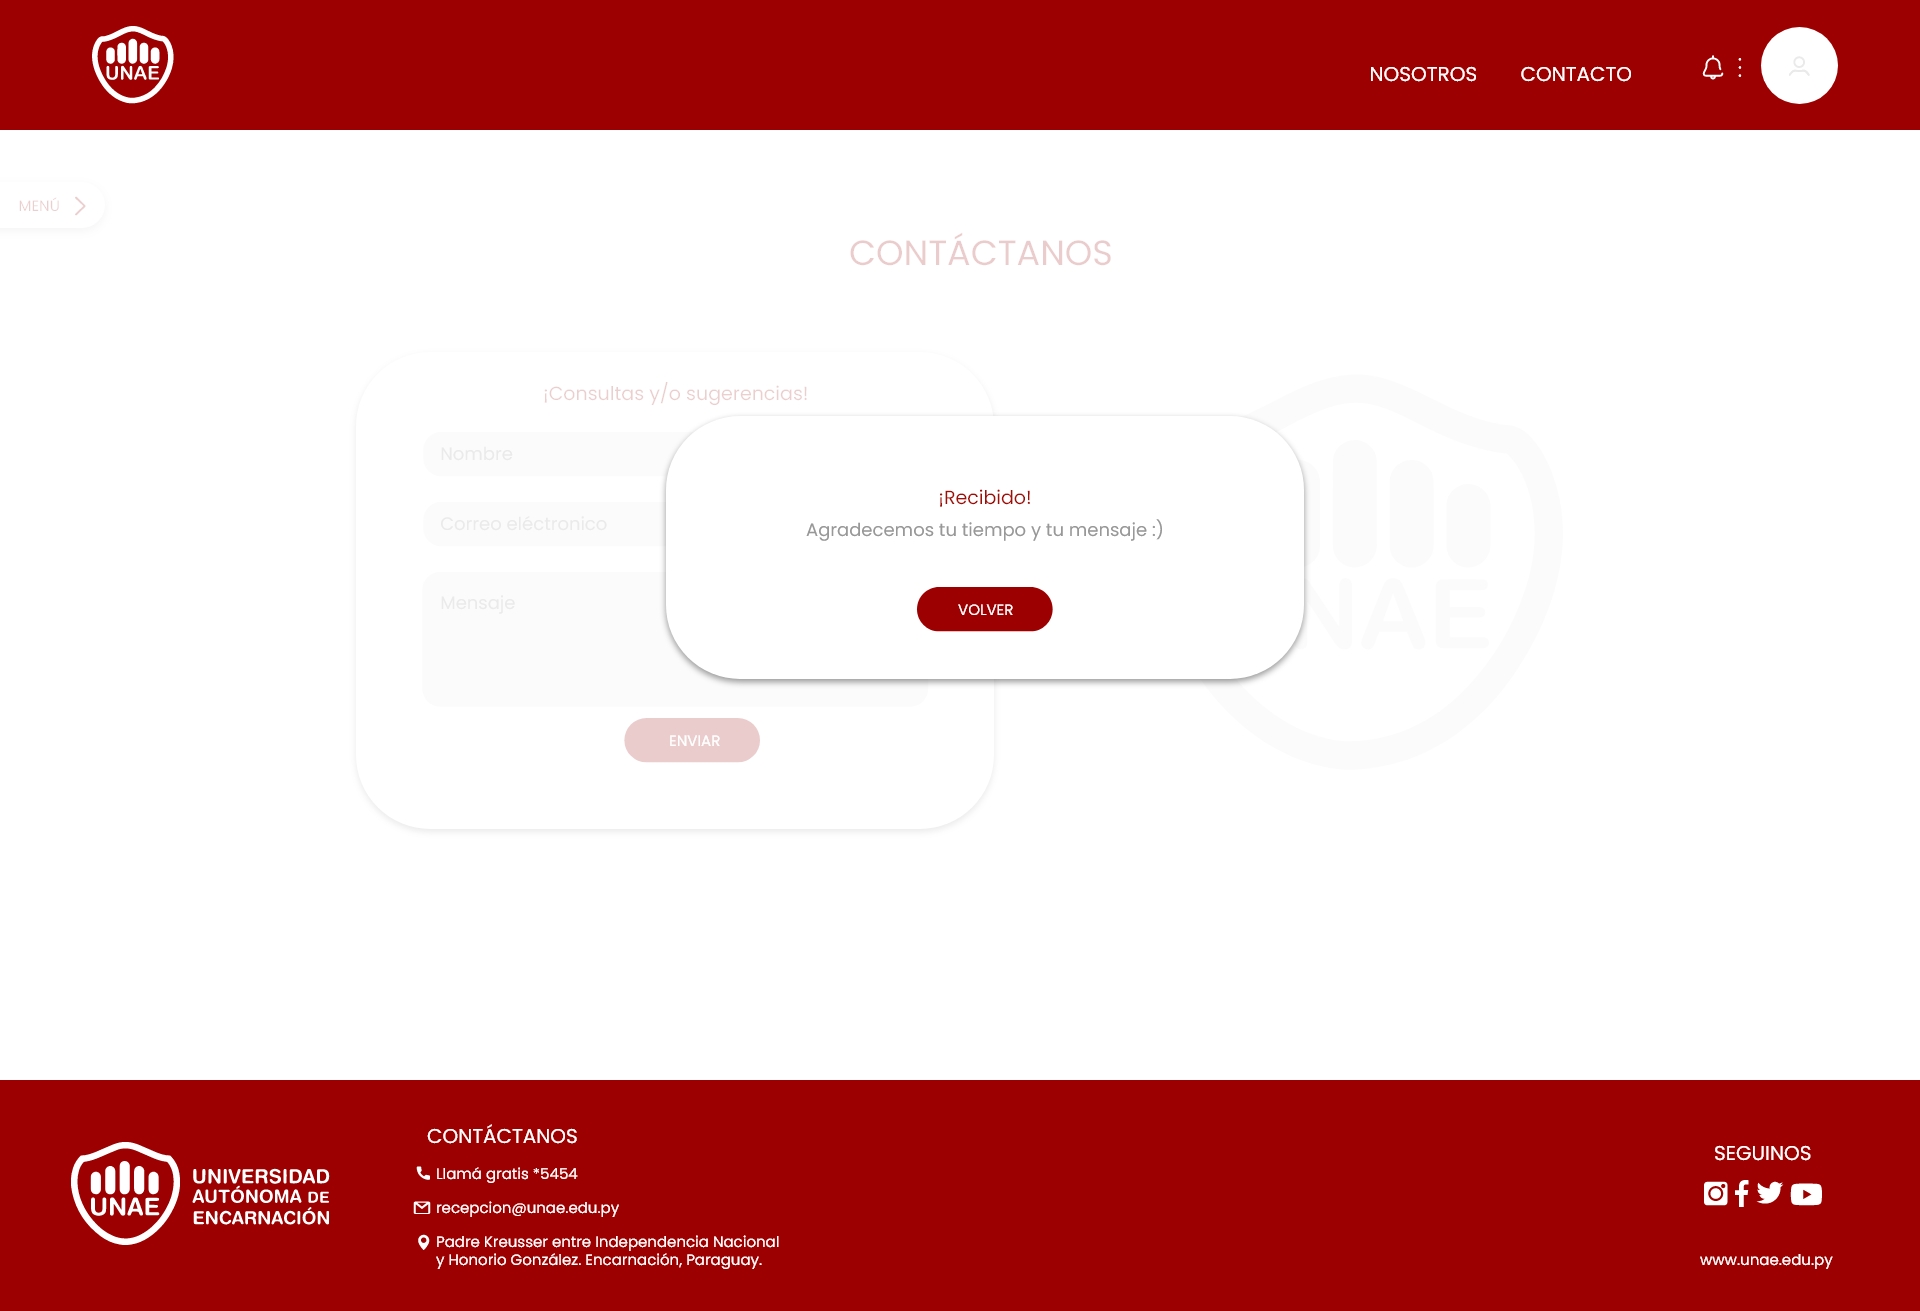 UNAE
NOSOTROS
CONTACTO
MENÚ
CONTÁCTANOS
¡Consultas y/o sugerencias!
Nombre
Correo eléctronico
Mensaje
ENVIAR
¡Recibido!
Agradecemos tu tiempo y tu mensaje :)
VOLVER
NAE
UNAE
UNIVERSIDAD
AUTÓNOMA DE
ENCARNACIÓN
CONTÁCTANOS
Llamá gratis *5454
recepcion@unae.edu.py
Padre Kreusser entre Independencia Nacional
y Honorio González. Encarnación, Paraguay.
SEGUINOS
www.unae.edu.py